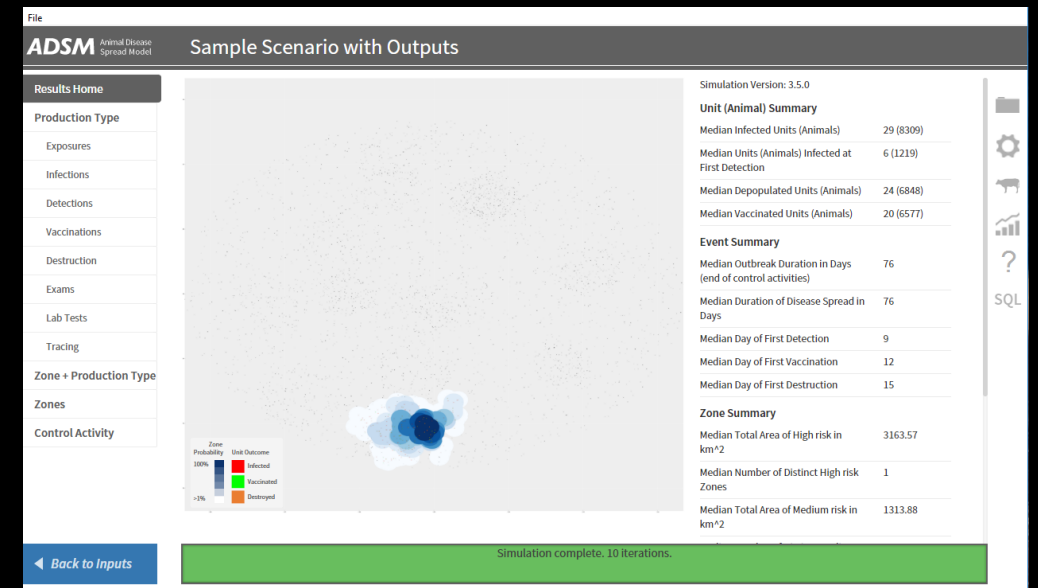 File
ADSM Animal Disease
Spread Model
Sample Scenario with Outputs
Results Home
Production Type
Exposures
Infections
Detections
Vaccinations
Destruction
Exams
Lab Tests
Tracing
Zone + Production Type
Zones
Control Activity
Back to Inputs
Zone
Probability
Unit Outcome
100%
>1%
Infected
Vaccinated
Destroyed
Simulation Version: 3.5.0
Unit (Animal) Summary
Median Infected Units (Animals) 29 (8309)
Median Units (Animals) Infected at 6 (1219)
First Detection
Median Depopulated Units (Animals) 24 (6848)
Median Vaccinated Units (Animals) 20 (6577)
Event Summary
Median Outbreak Duration in Days 76
(end of control activities)
Median Duration of Disease Spread in 76
Days
Median Day of First Detection 9
Median Day of First Vaccination 12
Median Day of First Destruction 15
Zone Summary
Median Total Area of High risk in 3163.57
km^2
Median Number of Distinct High risk 1
Zones
Median Total Area of Medium risk in 1313.88
km^2
?
SQL
Simulation complete. 10 iterations.